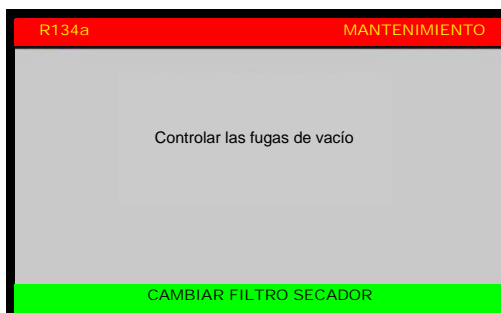 R134a MANTENIMIENTO
Controlar las fugas de vacío
CAMBIAR FILTRO SECADOR